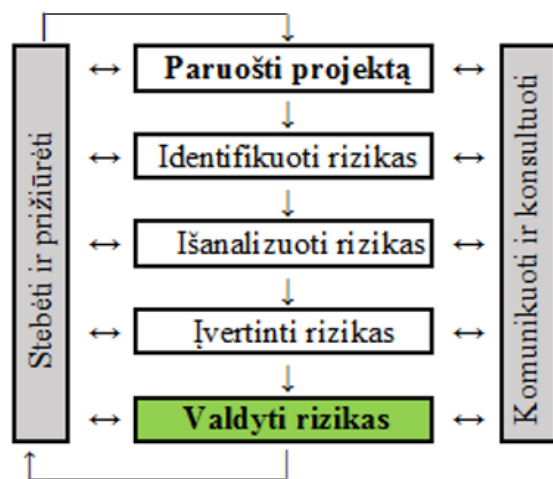 Paruošti projektą
Identifikuoti rizikas
Išanalizuoti rizikas
Įvertinti rizikas
Valdyti rizikas
Stebėti ir prižiūrėti
Komunikuoti ir konsultuoti